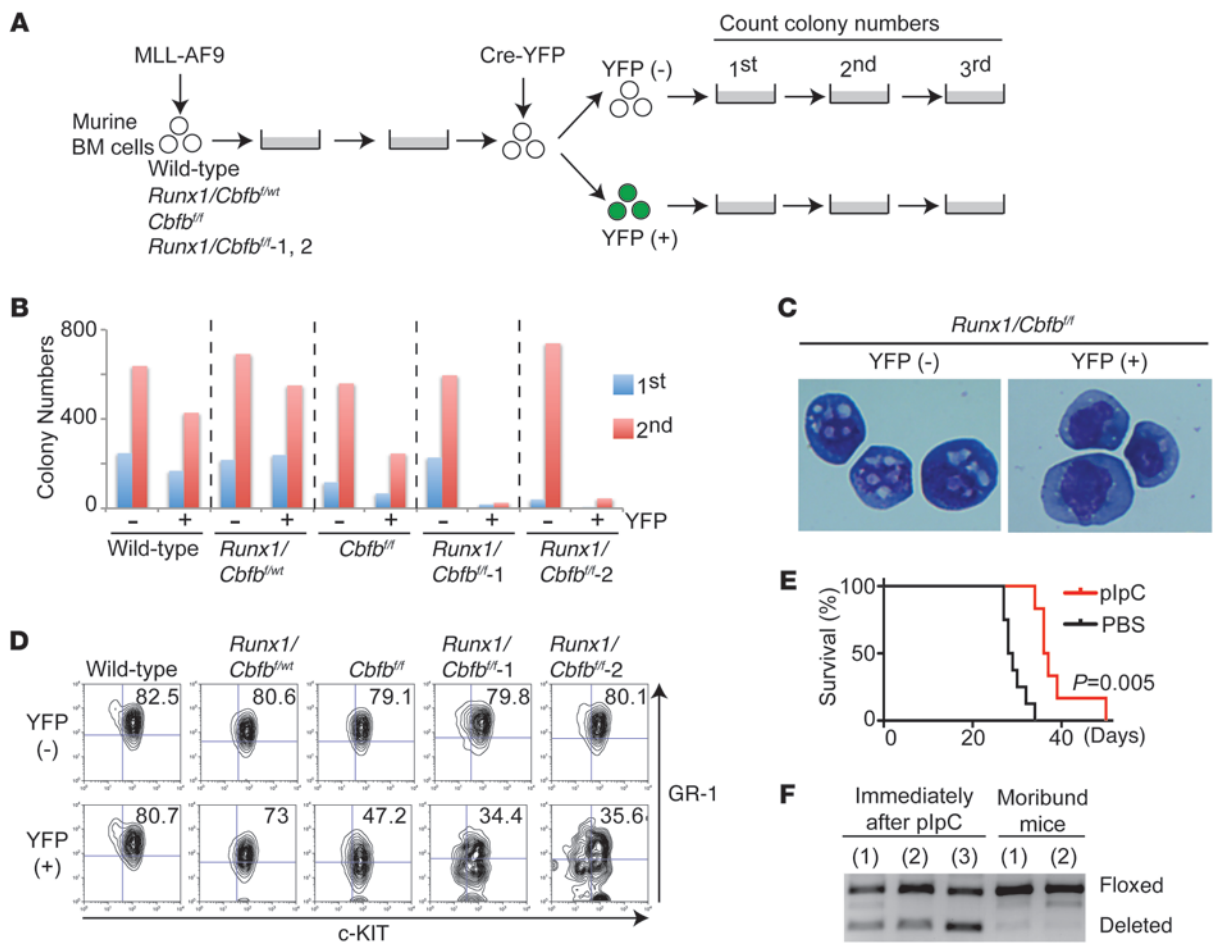 A
Count colony numbers
MLL-AF9
Cre-YFP
YFP (-)
1st
2nd
3rd
Murine
BM cells
Wild-type
Runx1/Cbfbf/wt
Cbfbf/f
Runx1/Cbfbf/f-1, 2
YFP (+)
B
800
400
0
Colony Numbers
1st
2nd
- + - + - + - + - + YFP
Wild-type
Runx1/
Cbfbf/wt
Cbfbf/f
Runx1/
Cbfbf/f-1
Runx1/
Cbfbf/f-2
C
Runx1/Cbfbf/f
YFP (-)
YFP (+)
D
Wild-type
Runx1/
Cbfbf/wt
Cbfbf/f
Runx1/
Cbfbf/f-1
Runx1/
Cbfbf/f-2
YFP
(-)
82.5
80.6
79.1
79.8
80.1
YFP
(+)
80.7
73
47.2
34.4
35.6
GR-1
c-KIT
E
Survival (%)
100
50
0
0 20 40 (Days)
pIpC
PBS
P=0.005
F
Immediately
after pIpC
Moribund
mice
(1) (2) (3) (1) (2)
Floxed
Deleted